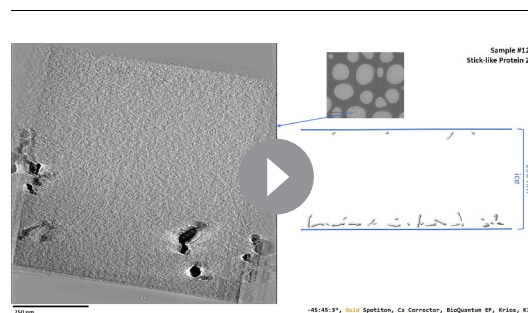 Sample #12
Stick-like Protein 2
ice
250 nm
-45:45:3°, Gold Spotiton, Cs Corrector, BioQuantum EF, Krios, K2